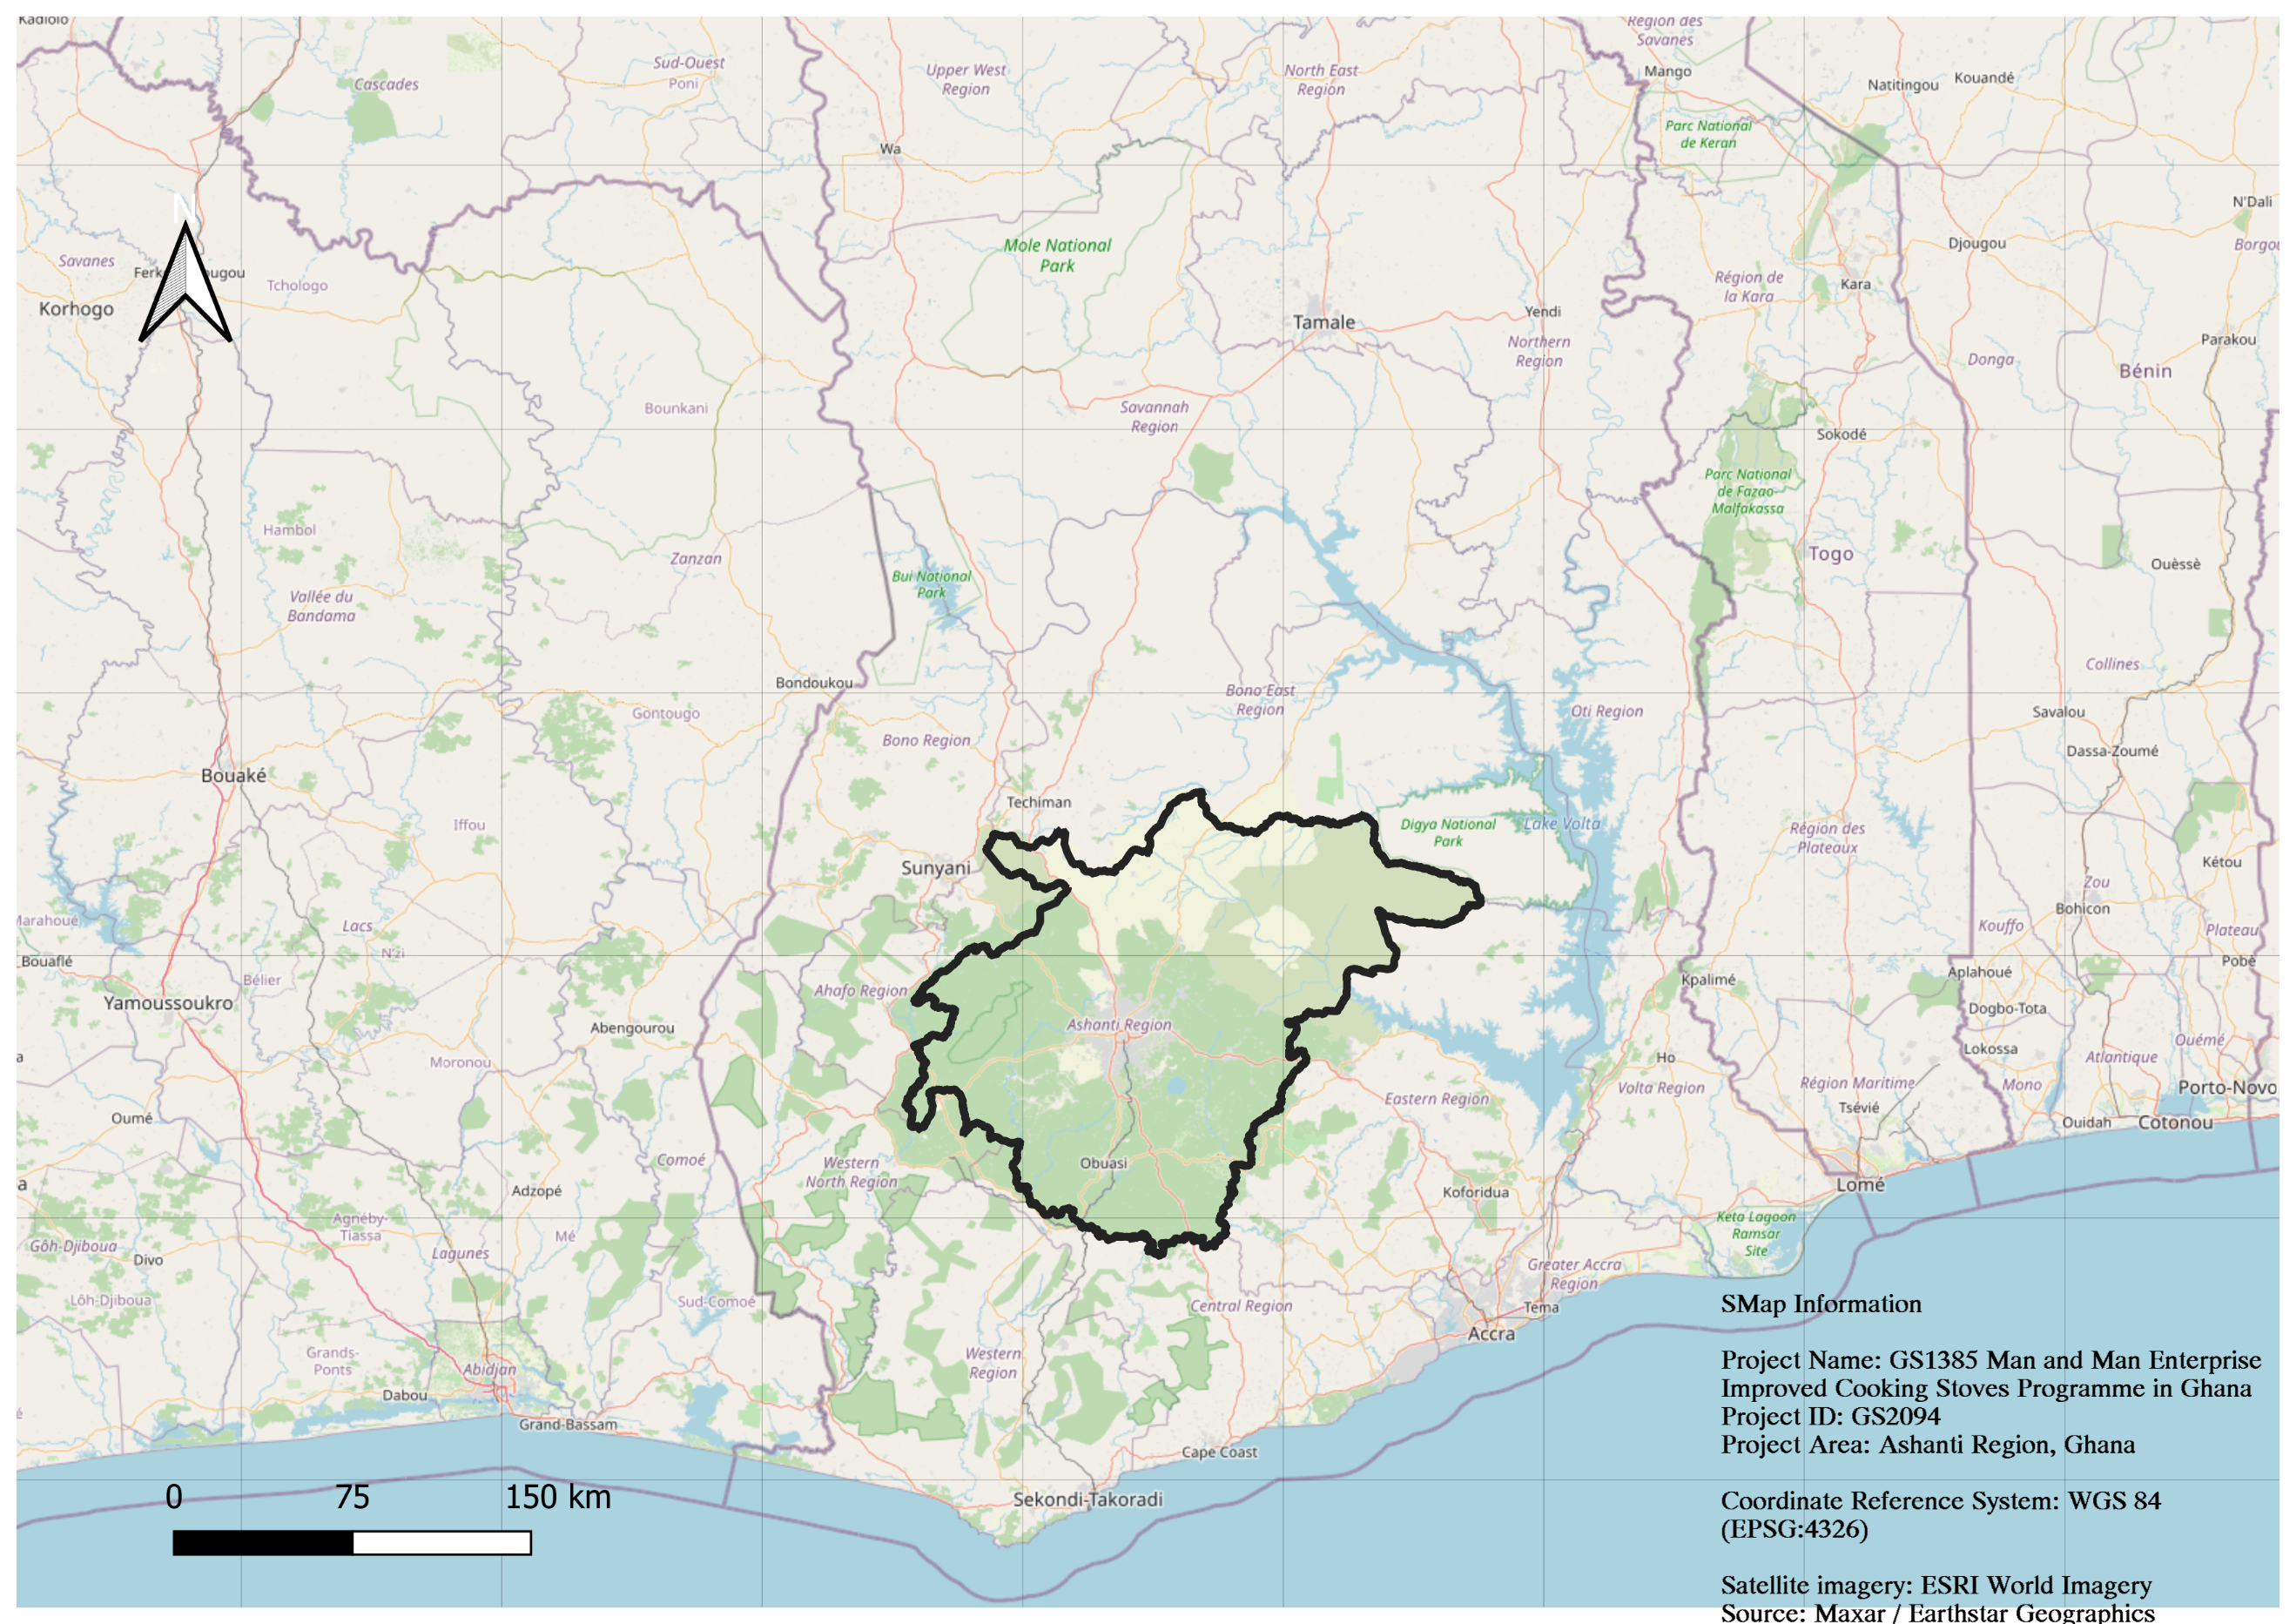 Kadiolo
Cascades
Sud-Ouest
Poni
Upper West
Region
North East
Region
Région des
Savanes
Mango
Natitingou
Kouandé
Parc National
de Keran
Wa
N
N'Dali
Savanes
Tchologo
Mole National
Park
Djougou
Région de
la Kara
Kara
Korhogo
Tamale
Yendi
Northern
Region
Parakou
Donga
Bénin
Bounkani
Savannah
Region
Sokodé
Parc National
de Fazao-
Malfakassa
Hambol
Zanzan
Togo
Ouèssè
Vallée du
Bandama
Bui National
Park
Collines
Bondoukou
Gontougo
Bono East
Region
Oti Region
Savalou
Bono Region
Dassa-Zoumé
Bouaké
Techiman
Iffou
Digya National
Park
Lake Volta
Région des
Plateaux
Sunyani
Kétou
Zou
Bohicon
Marahoué
Lacs
N'zi
Kouffo
Plateau
Bouaflé
Bélier
Pobè
Yamoussoukro
Ahafo Region
Kpalimé
Aplahoué
Dogbo-Tota
Abengourou
Ashanti Region
Lokossa
Ouémé
Moronou
Ho
Atlantique
Volta Region
Région Maritime
Mono
Porto-Novo
Oumé
Eastern Region
Tsévié
Ouidah
Cotonou
Comoé
Western
North Region
Obuasi
Adzopé
Koforidua
Lomé
Agnéby-
Tiassa
Mé
Keta Lagoon
Ramsar
Site
Gôh-Djiboua
Divo
Lagunes
Greater Accra
Region
Lôh-Djiboua
Sud-Comoé
Central Region
Tema
Accra
Grands-
Ponts
Abidjan
Western
Region
Dabou
Grand-Bassam
Cape Coast
Sekondi-Takoradi
0 75 150 km
SMap Information
Project Name: GS1385 Man and Man Enterprise
Improved Cooking Stoves Programme in Ghana
Project ID: GS2094
Project Area: Ashanti Region, Ghana
Coordinate Reference System: WGS 84
(EPSG:4326)
Satellite imagery: ESRI World Imagery
Source: Maxar / Earthstar Geographics